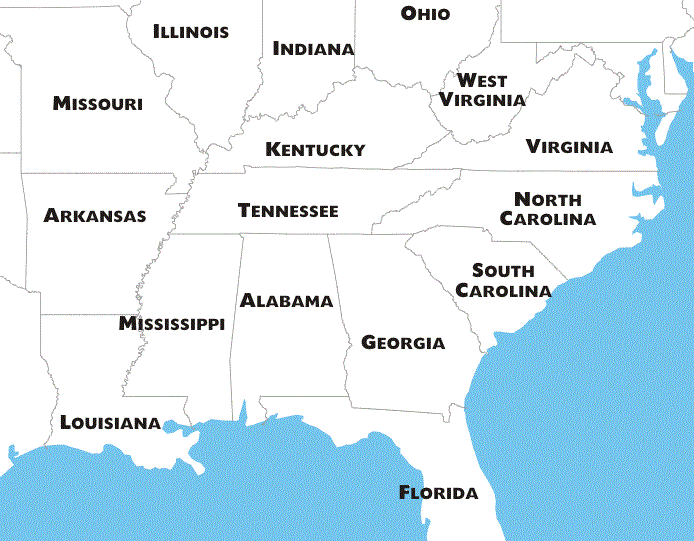 OHIO
ILLINOIS
INDIANA
WEST
VIRGINIA
MISSOURI
KENTUCKY
VIRGINIA
ARKANSAS
TENNESSEE
NORTH
CAROLINA
SOUTH
CAROLINA
ALABAMA
MISSISSIPPI
GEORGIA
LOUISIANA
FLORIDA